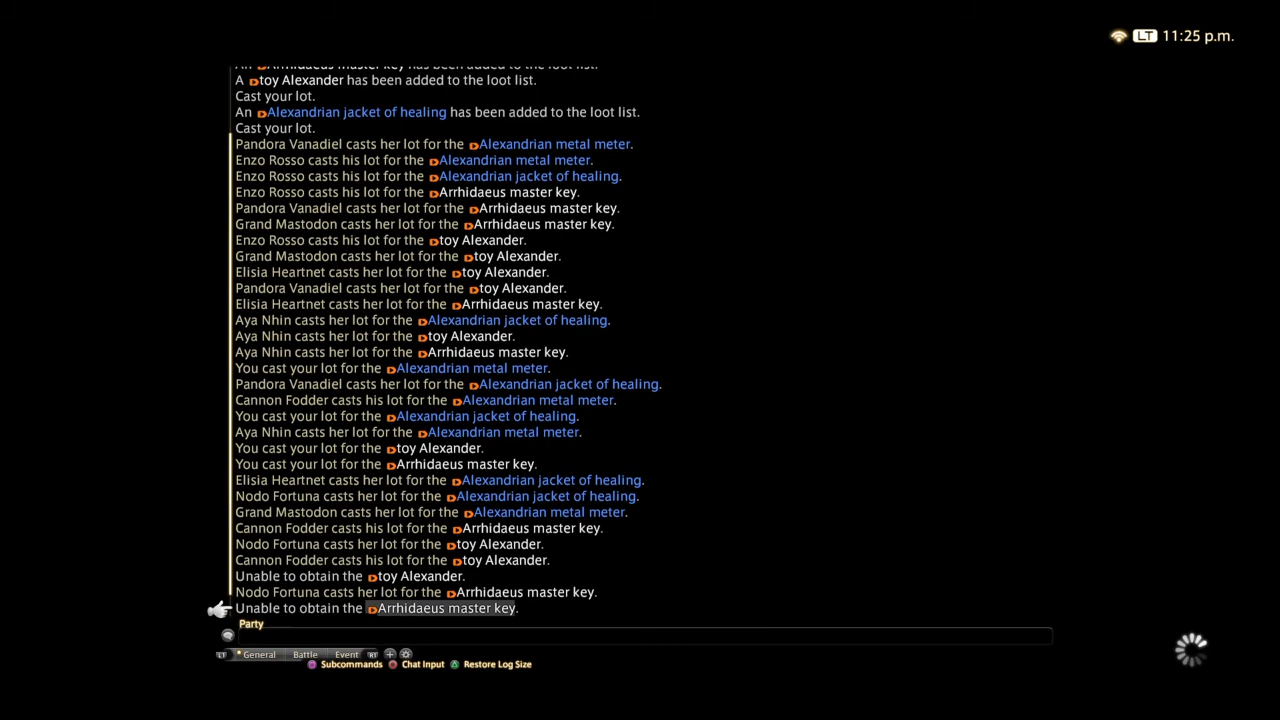 LT 11:25 p.m.
An Arrhidaeus master key has been added to the loot list.
A toy Alexander has been added to the loot list.
Cast your lot.
An Alexandrian jacket of healing has been added to the loot list.
Cast your lot.
Pandora Vanadiel casts her lot for the Alexandrian metal meter.
Enzo Rosso casts his lot for the Alexandrian metal meter.
Enzo Rosso casts his lot for the Alexandrian jacket of healing.
Enzo Rosso casts his lot for the Arrhidaeus master key.
Pandora Vanadiel casts her lot for the Arrhidaeus master key.
Grand Mastodon casts her lot for the Arrhidaeus master key.
Enzo Rosso casts his lot for the toy Alexander.
Grand Mastodon casts her lot for the toy Alexander.
Elisia Heartnet casts her lot for the toy Alexander.
Pandora Vanadiel casts her lot for the toy Alexander.
Elisia Heartnet casts her lot for the Arrhidaeus master key.
Aya Nhin casts her lot for the Alexandrian jacket of healing.
Aya Nhin casts her lot for the toy Alexander.
Aya Nhin casts her lot for the Arrhidaeus master key.
You cast your lot for the Alexandrian metal meter.
Pandora Vanadiel casts her lot for the Alexandrian jacket of healing.
Cannon Fodder casts his lot for the Alexandrian metal meter.
You cast your lot for the Alexandrian jacket of healing.
Aya Nhin casts her lot for the Alexandrian metal meter.
You cast your lot for the toy Alexander.
You cast your lot for the Arrhidaeus master key.
Elisia Heartnet casts her lot for the Alexandrian jacket of healing.
Nodo Fortuna casts her lot for the Alexandrian jacket of healing.
Grand Mastodon casts her lot for the Alexandrian metal meter.
Cannon Fodder casts his lot for the Arrhidaeus master key.
Nodo Fortuna casts her lot for the toy Alexander.
Cannon Fodder casts his lot for the toy Alexander.
Unable to obtain the toy Alexander.
Nodo Fortuna casts her lot for the Arrhidaeus master key.
Unable to obtain the Arrhidaeus master key.
Party
LT General Battle Event RT
Subcommands Chat Input Restore Log Size